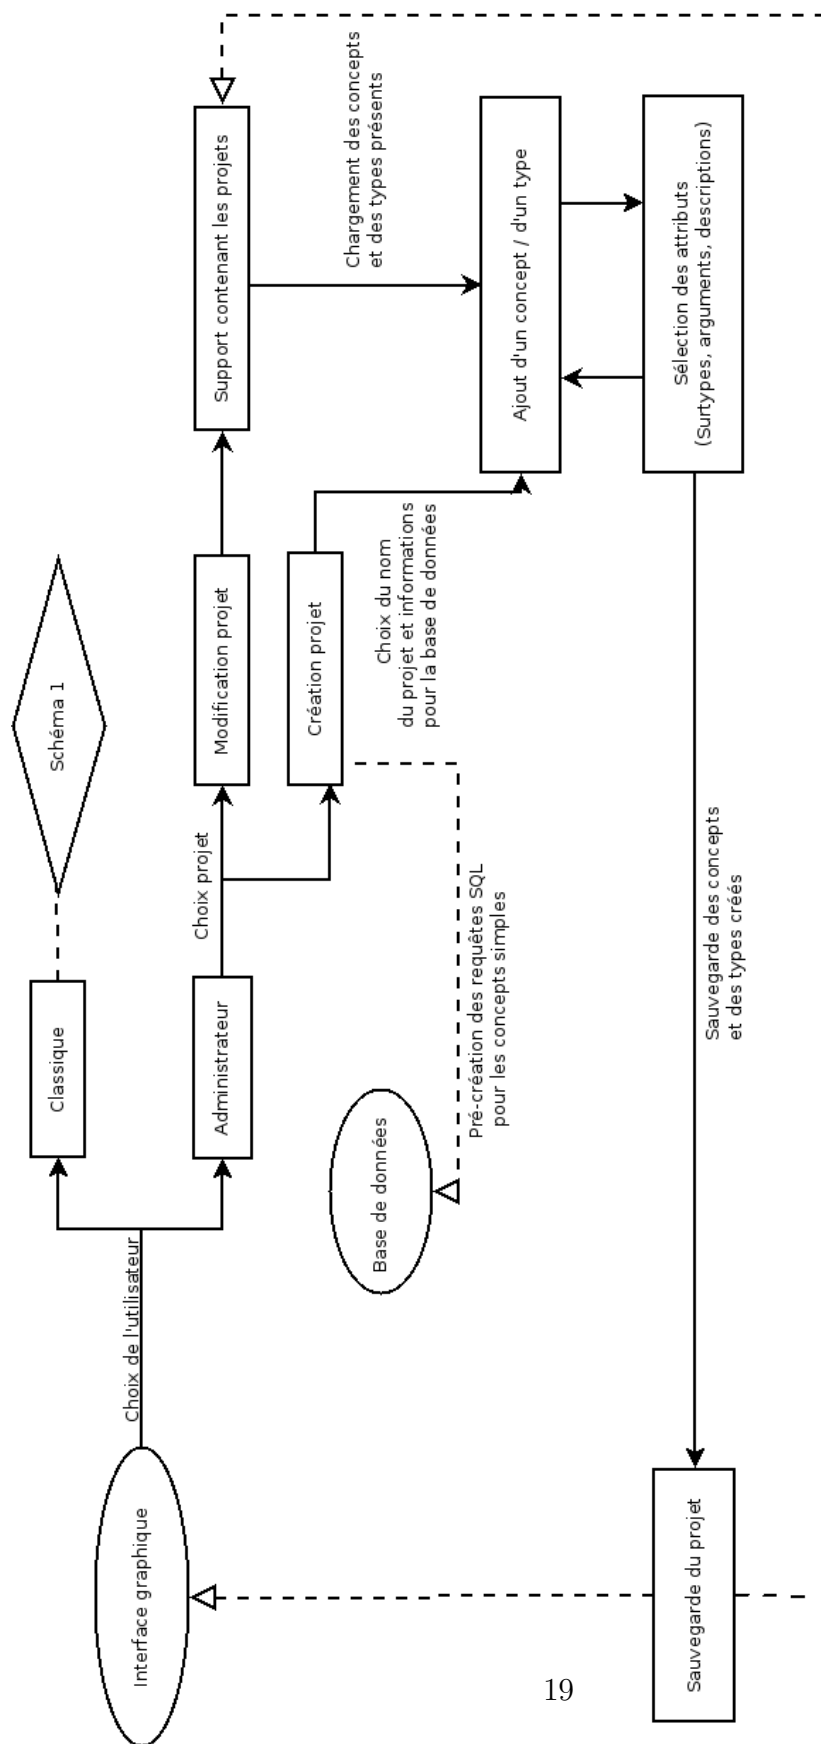 Interface graphique
Choix de l'utilisateur
Classique
Schéma 1
Administrateur
Choix projet
Modification projet
Support contenant les projets
Création projet
Base de données
Pré-création des requêtes SQL
pour les concepts simples
Choix du nom
du projet et informations
pour la base de données
Chargement des concepts
et des types présents
Ajout d'un concept / d'un type
Sélection des attributs
(Surtypes, arguments, descriptions)
Sauvegarde des concepts
et des types créés
Sauvegarde du projet
19